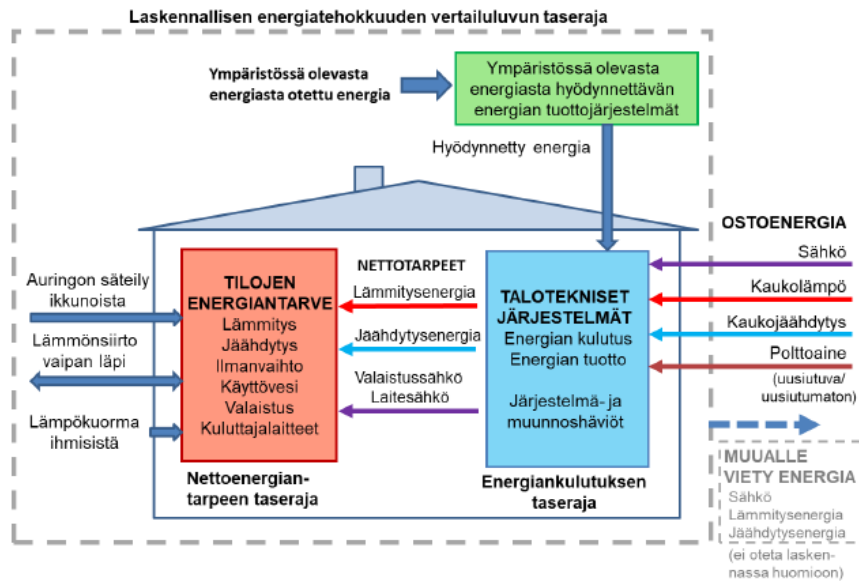 Laskennallisen energiatehokkuuden vertailuluvun taseraja
Ympäristössä olevasta
energiasta otettu energia
Ympäristössä olevasta
energiasta hyödynnettävän
energian tuottojärjestelmät
Hyödynnetty energia
OSTOENERGIA
Sähkö
Kaukolämpö
Kaukojäähdytys
Polttoaine
(uusiutuva/
uusiutumaton)
Auringon säteily
ikkunoista
Lämmönsiirto
vaipan läpi
Lämpökuorma
ihmisistä
TILOJEN
ENERGIANTARVE
Lämmitys
Jäähdytys
Ilmanvaihto
Käyttövesi
Valaistus
Kuluttajalaitteet
Nettoenergian-
tarpeen taseraja
NETTOTARPEET
Lämmitysenergia
Jäähdytysenergia
Valaistussähkö
Laitesähkö
TALOTEKNISET
JÄRJESTELMÄT
Energian kulutus
Energian tuotto
Järjestelmä- ja
muunnoshäviöt
Energiankulutuksen
taseraja
MUUALLE
VIETY ENERGIA
Sähkö
Lämmitysenergia
Jäähdytysenergia
(ei oteta lasken-
nassa huomioon)